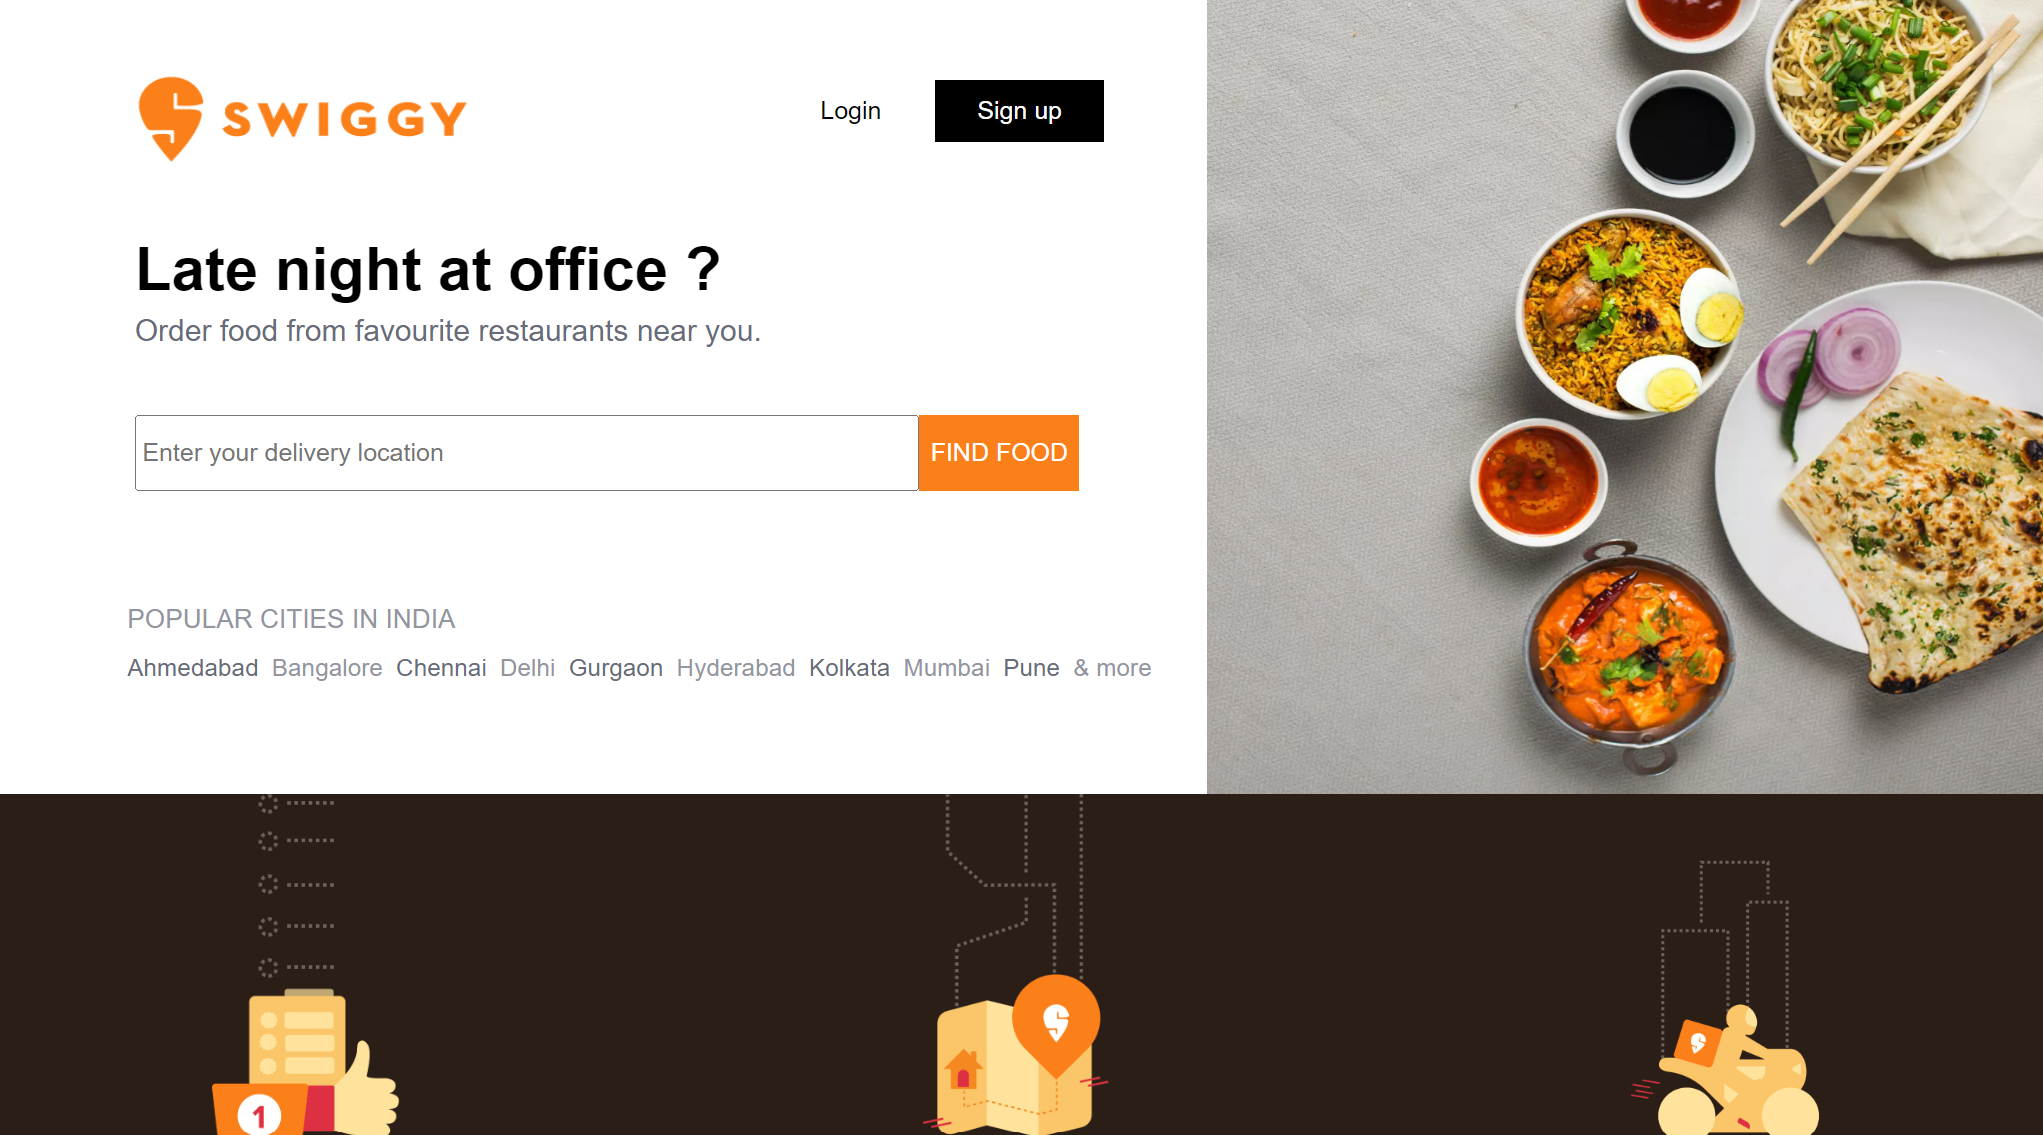 SWIGGY
Login
Sign up
Late night at office ?
Order food from favourite restaurants near you.
Enter your delivery location
FIND FOOD
POPULAR CITIES IN INDIA
Ahmedabad Bangalore Chennai Delhi Gurgaon Hyderabad Kolkata Mumbai Pune & more
1